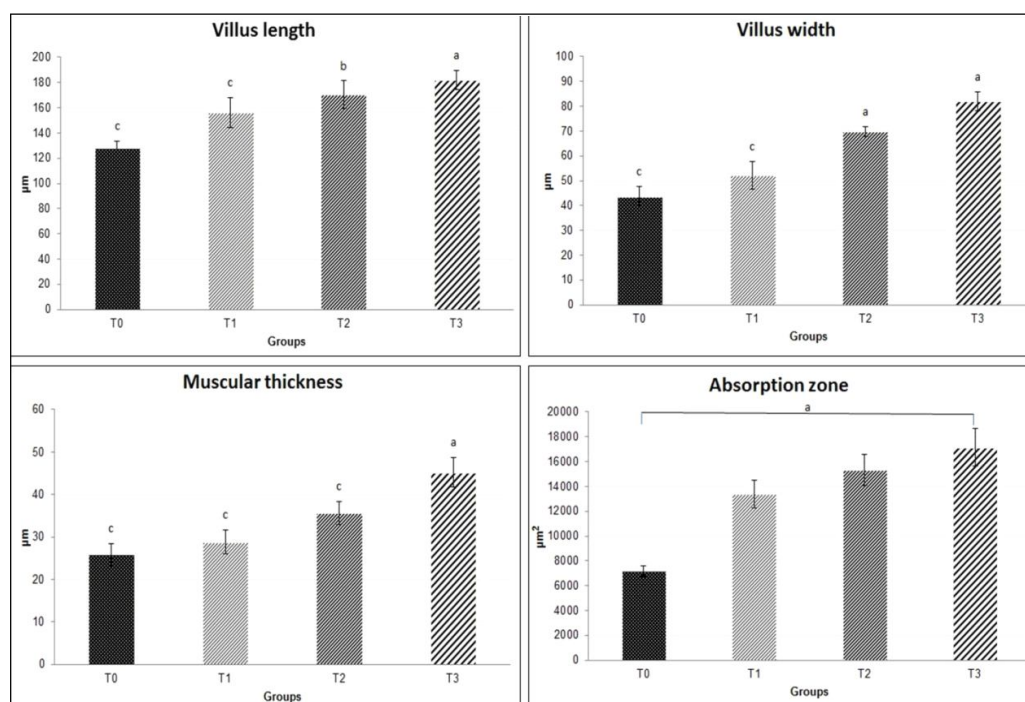 Villus length
200
180
160
140
120
100
80
60
40
20
0
µm
c
c
b
a
T0 T1 T2 T3
Groups
Villus width
100
90
80
70
60
50
40
30
20
10
0
µm
c
c
a
a
T0 T1 T2 T3
Groups
Muscular thickness
60
50
40
30
20
10
0
µm
c
c
c
a
T0 T1 T2 T3
Groups
Absorption zone
20000
18000
16000
14000
12000
10000
8000
6000
4000
2000
0
µm²
a
T0 T1 T2 T3
Groups